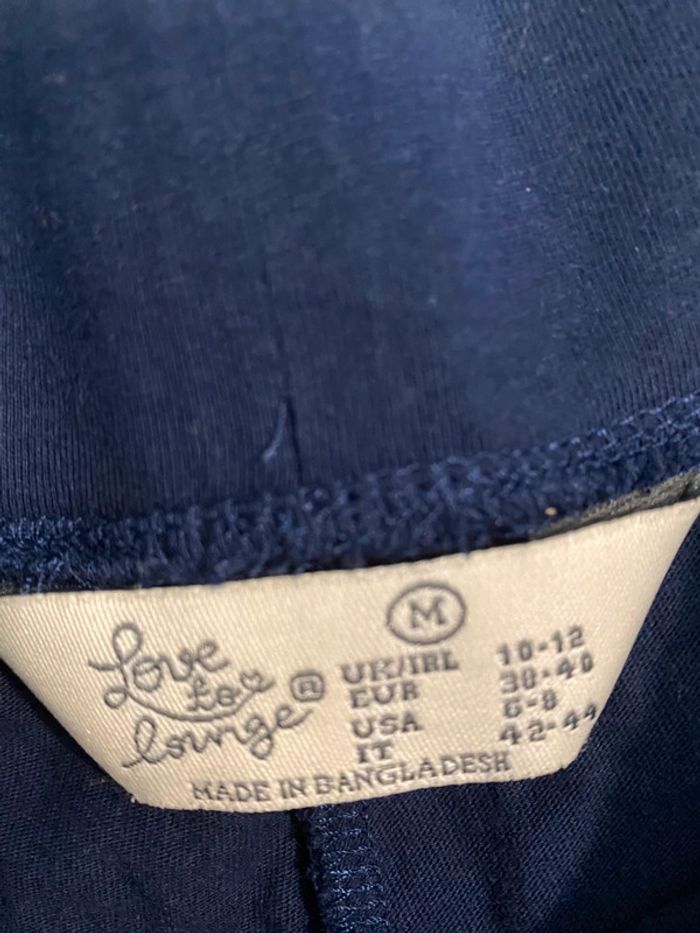 M
Love
to
lounge®
UK/IRL 10-12
EUR 38-40
USA 6-8
IT 42-44
MADE IN BANGLADESH